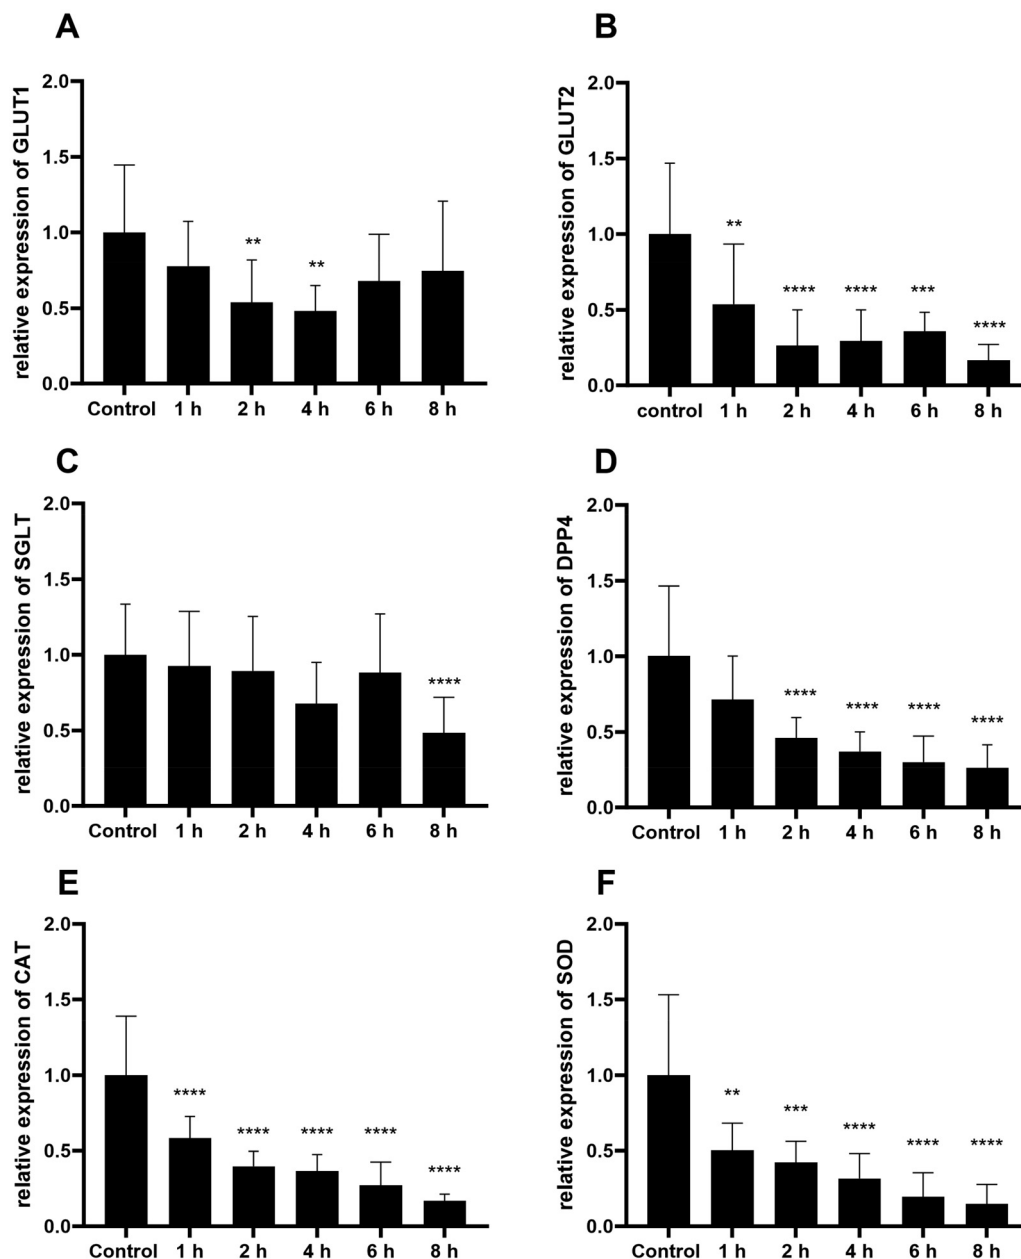 A
relative expression of GLUT1
2.0
1.5
1.0
0.5
0.0
**
**
Control 1 h 2 h 4 h 6 h 8 h
B
relative expression of GLUT2
2.0
1.5
1.0
0.5
0.0
**
****
****
***
****
control 1 h 2 h 4 h 6 h 8 h
C
relative expression of SGLT
2.0
1.5
1.0
0.5
0.0
****
Control 1 h 2 h 4 h 6 h 8 h
D
relative expression of DPP4
2.0
1.5
1.0
0.5
0.0
****
****
****
****
Control 1 h 2 h 4 h 6 h 8 h
E
relative expression of CAT
2.0
1.5
1.0
0.5
0.0
****
****
****
****
****
Control 1 h 2 h 4 h 6 h 8 h
F
relative expression of SOD
2.0
1.5
1.0
0.5
0.0
**
***
****
****
****
Control 1 h 2 h 4 h 6 h 8 h